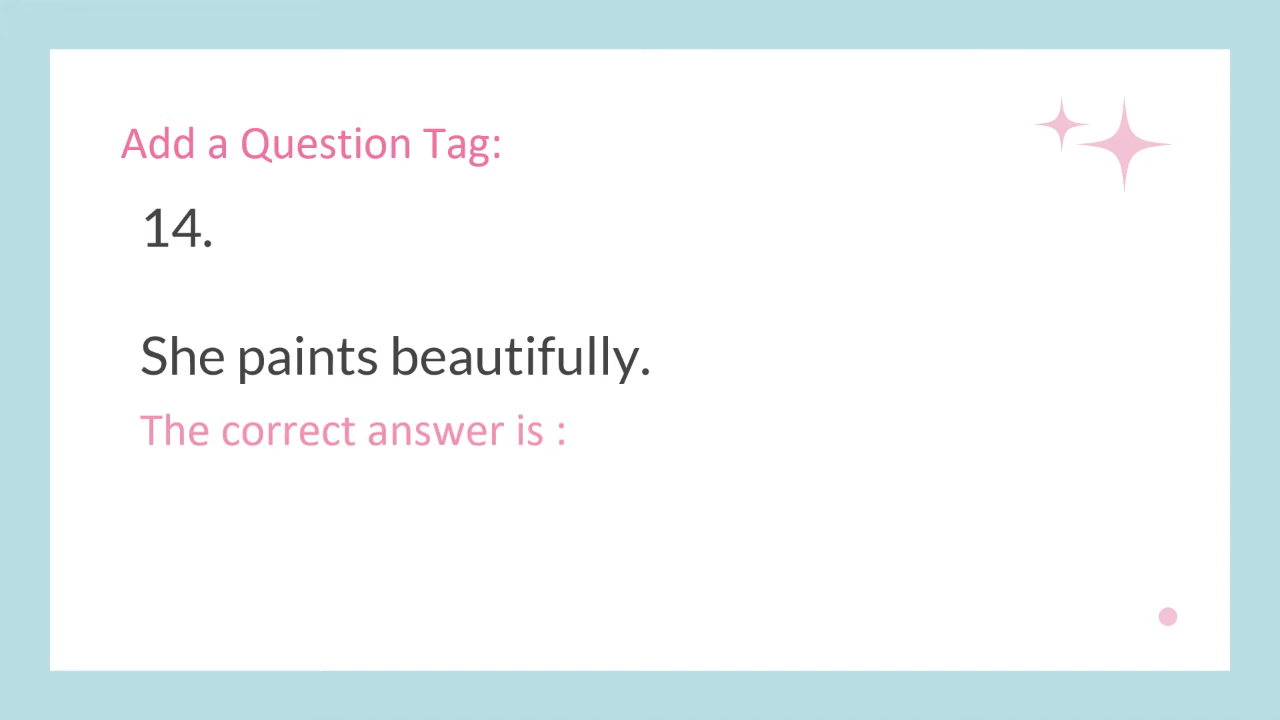 Add a Question Tag:
14.
She paints beautifully.
The correct answer is :